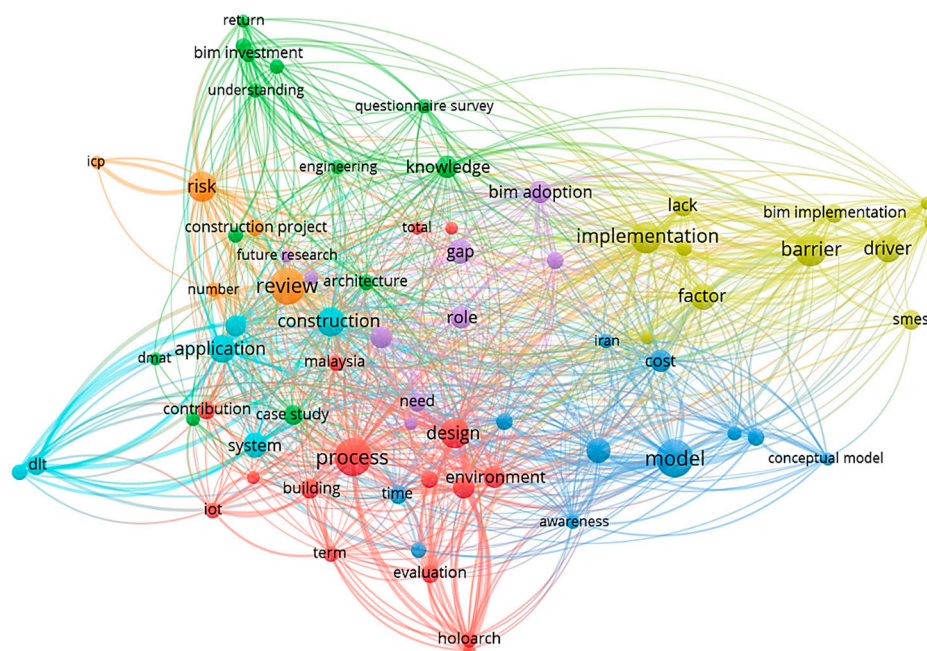 return
bim investment
understanding
questionnaire survey
icp
engineering
knowledge
risk
bim adoption
lack
bim implementation
construction project
total
implementation
barrier
driver
future research
gap
number
review
architecture
factor
construction
role
smes
application
iran
dmat
malaysia
cost
contribution
case study
need
system
design
dlt
process
model
conceptual model
building
environment
time
iot
awareness
term
evaluation
holoarch